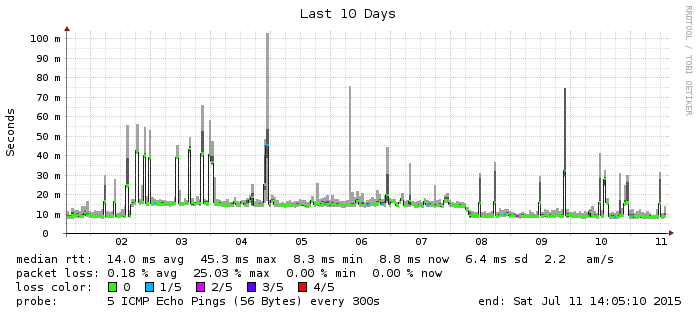 Last 10 Days
RRDTOOL / TOBI OETIKER
Seconds
100 m
90 m
80 m
70 m
60 m
50 m
40 m
30 m
20 m
10 m
0
02 03 04 05 06 07 08 09 10 11
median rtt: 14.0 ms avg 45.3 ms max 8.3 ms min 8.8 ms now 6.4 ms sd 2.2 am/s
packet loss: 0.18 % avg 25.03 % max 0.00 % min 0.00 % now
loss color: 0 1/5 2/5 3/5 4/5
probe: 5 ICMP Echo Pings (56 Bytes) every 300s end: Sat Jul 11 14:05:10 2015